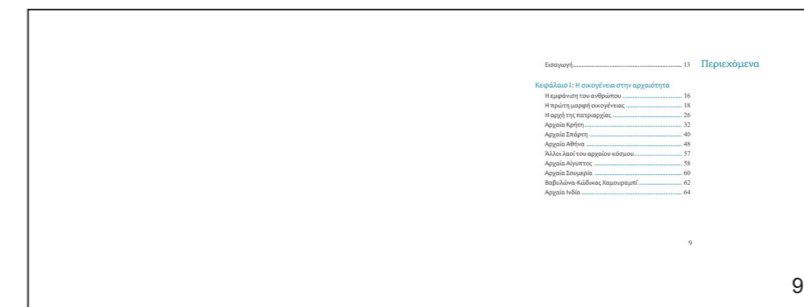 Περιεχόμενα
Εισαγωγή 13
Κεφάλαιο Ι: Η οικογένεια στην αρχαιότητα
Η εμφάνιση του ανθρώπου 16
Η πρώτη μορφή οικογένειας 18
Η αρχή της πατριαρχίας 26
Αρχαία Κρήτη 32
Αρχαία Σπάρτη 40
Αρχαία Αθήνα 48
Άλλοι λαοί του αρχαίου κόσμου 57
Αρχαία Αίγυπτος 58
Αρχαία Σουμερία 60
Βαβυλώνα-Κώδικας Χαμουραμπί 62
Αρχαία Ινδία 64
9
9